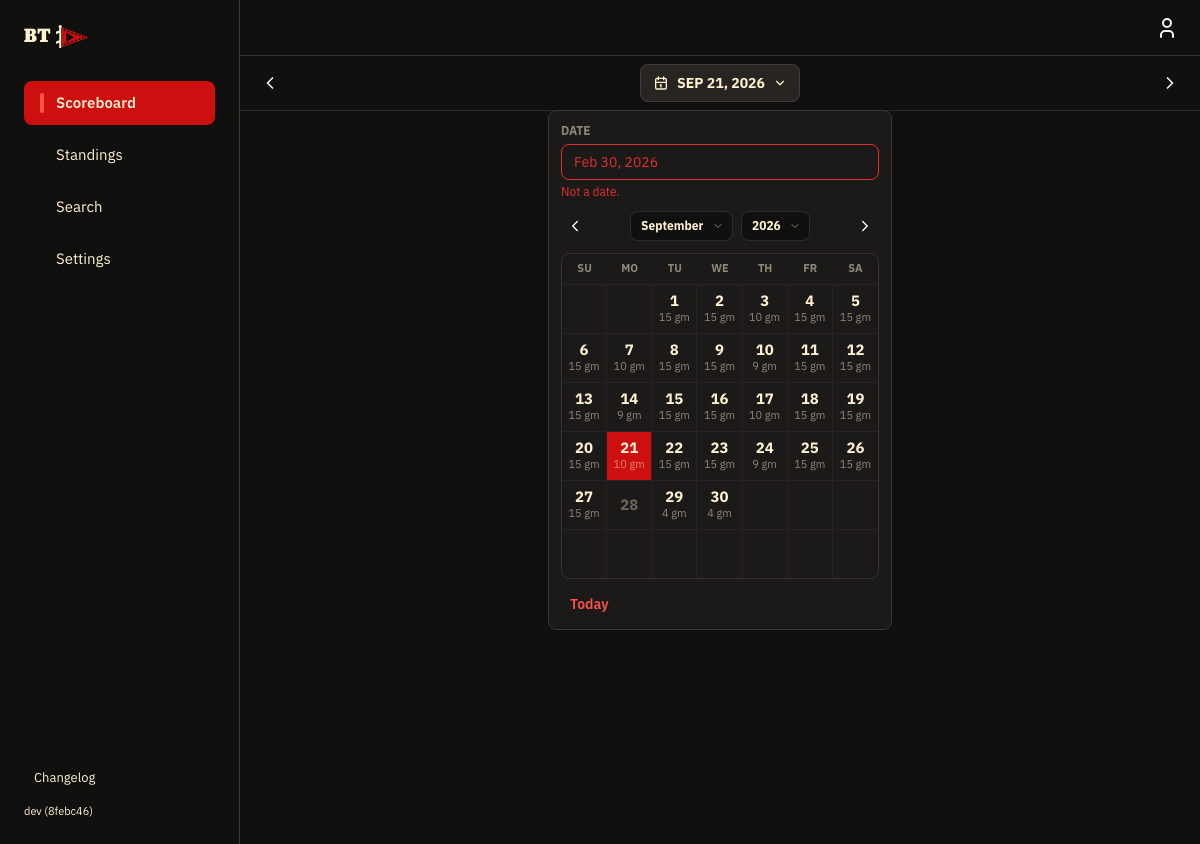 BT
Scoreboard
Standings
Search
Settings
Changelog
dev (8febc46)
SEP 21, 2026
DATE
Feb 30, 2026
Not a date.
September 2026
SU MO TU WE TH FR SA
1 2 3 4 5
15 gm 15 gm 10 gm 15 gm 15 gm
6 7 8 9 10 11 12
15 gm 10 gm 15 gm 15 gm 9 gm 15 gm 15 gm
13 14 15 16 17 18 19
15 gm 9 gm 15 gm 15 gm 10 gm 15 gm 15 gm
20 21 22 23 24 25 26
15 gm 10 gm 15 gm 15 gm 9 gm 15 gm 15 gm
27 28 29 30
15 gm 4 gm 4 gm
Today